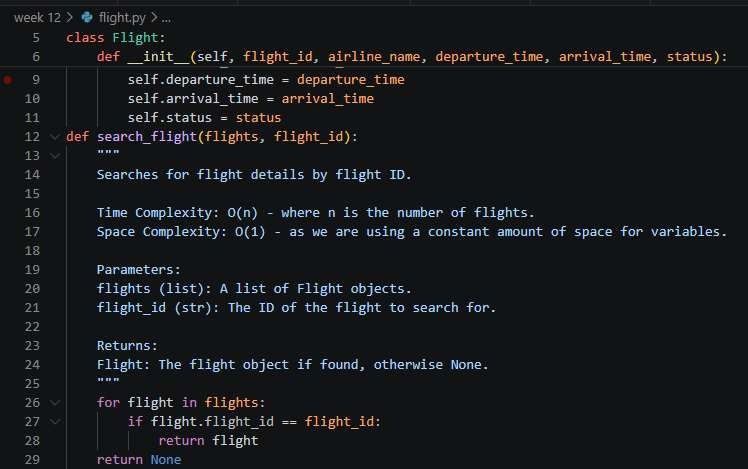 week 12 > flight.py > ...
5 class Flight:
6 def __init__(self, flight_id, airline_name, departure_time, arrival_time, status):
9 self.departure_time = departure_time
10 self.arrival_time = arrival_time
11 self.status = status
12 def search_flight(flights, flight_id):
13 """
14 Searches for flight details by flight ID.
15
16 Time Complexity: O(n) - where n is the number of flights.
17 Space Complexity: O(1) - as we are using a constant amount of space for variables.
18
19 Parameters:
20 flights (list): A list of Flight objects.
21 flight_id (str): The ID of the flight to search for.
22
23 Returns:
24 Flight: The flight object if found, otherwise None.
25 """
26 for flight in flights:
27 if flight.flight_id == flight_id:
28 return flight
29 return None